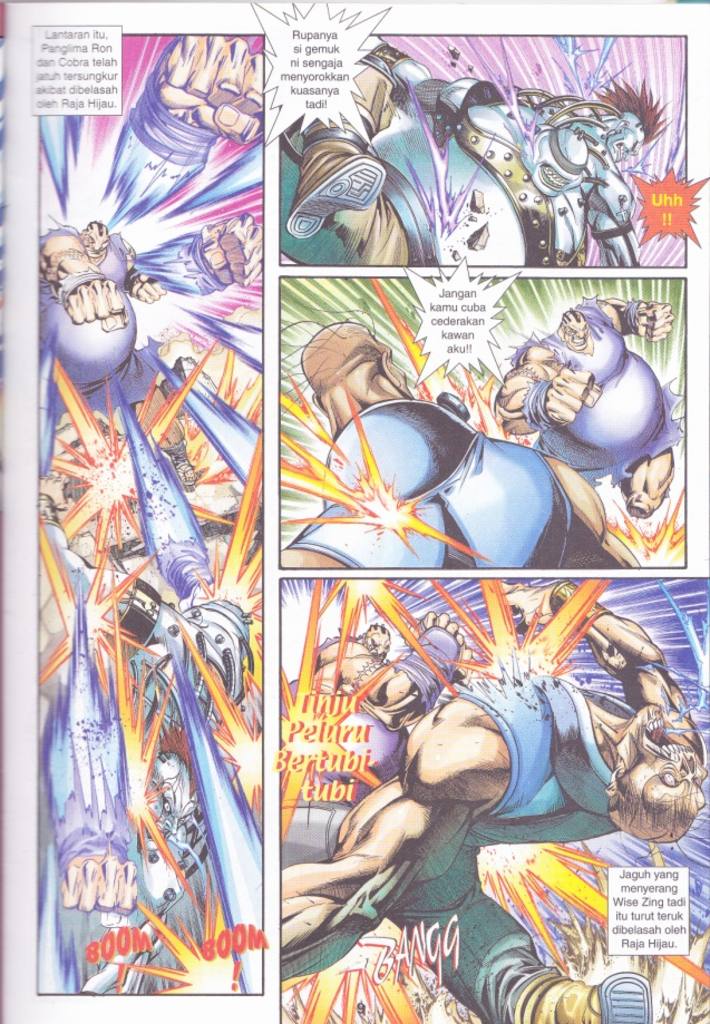 Lantaran itu,
Panglima Ron
dan Cobra telah
jatuh tersungkur
akibat dibelasah
oleh Raja Hijau.
Rupanya
si gemuk
ni sengaja
menyorokkan
kuasanya
tadi!
Uhh
!!
Jangan
kamu cuba
cederakan
kawan
aku!!
Tinju
Peluru
Bertubi
tubi
BOOM
!
BOOM
!
BANGG
Jaguh yang
menyerang
Wise Zing tadi
itu turut teruk
dibelasah oleh
Raja Hijau.
9